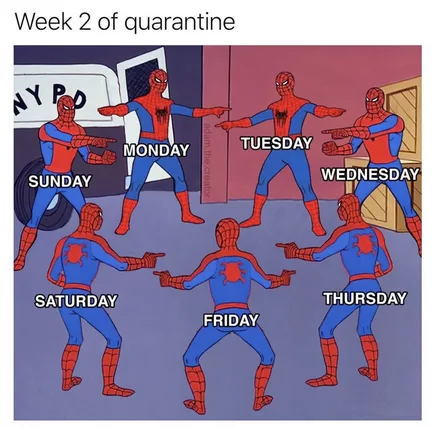 Week 2 of quarantine
NYPD
MONDAY
TUESDAY
SUNDAY
WEDNESDAY
SATURDAY
FRIDAY
THURSDAY